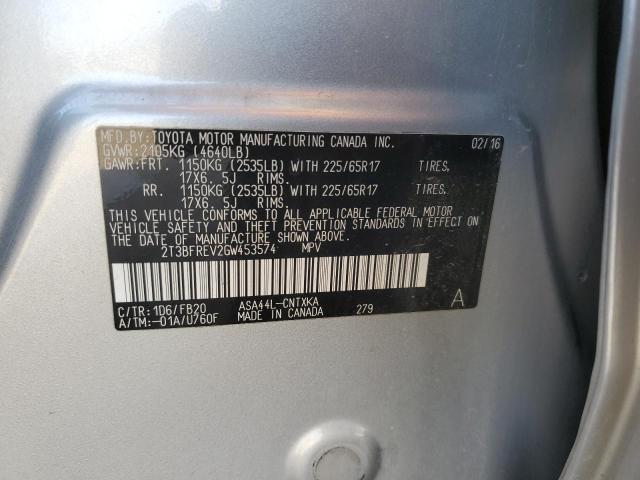 MFD.BY:TOYOTA MOTOR MANUFACTURING CANADA INC. 02/16
GVWR:2105KG (4640LB)
GAWR:FRT. 1150KG (2535LB) WITH 225/65R17 TIRES,
17X6. 5J RIMS.
RR. 1150KG (2535LB) WITH 225/65R17 TIRES,
17X6. 5J RIMS.
THIS VEHICLE CONFORMS TO ALL APPLICABLE FEDERAL MOTOR
VEHICLE SAFETY AND THEFT PREVENTION STANDARDS IN EFFECT ON
THE DATE OF MANUFACTURE SHOWN ABOVE.
2T3BFREV2GW453574 MPV
C/TR: 1D6/FB20 ASA44L-CNTXKA A
A/TM:-01A/U760F MADE IN CANADA 279